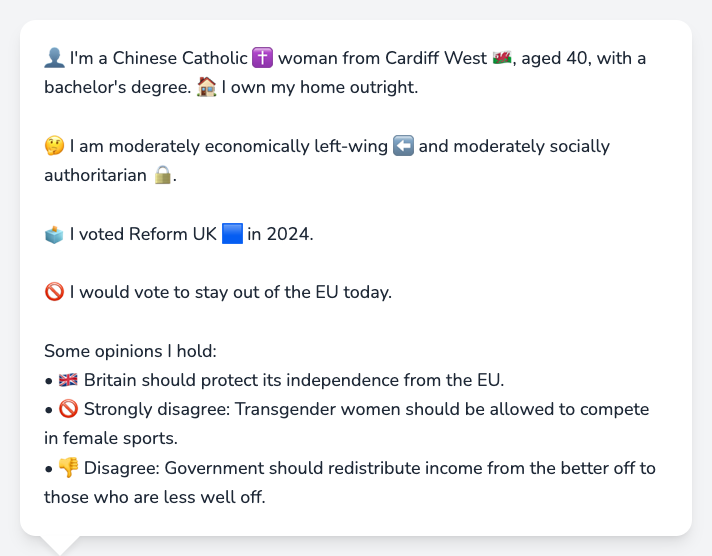 👤 I'm a Chinese Catholic ✝️ woman from Cardiff West 🏴󠁧󠁢󠁷󠁬󠁳󠁿, aged 40, with a
bachelor's degree. 🏠 I own my home outright.
🤔 I am moderately economically left-wing ⬅️ and moderately socially
authoritarian 🔒.
🗳️ I voted Reform UK 🟦 in 2024.
🚫 I would vote to stay out of the EU today.
Some opinions I hold:
• 🇬🇧 Britain should protect its independence from the EU.
• 🚫 Strongly disagree: Transgender women should be allowed to compete
in female sports.
• 👎 Disagree: Government should redistribute income from the better off to
those who are less well off.